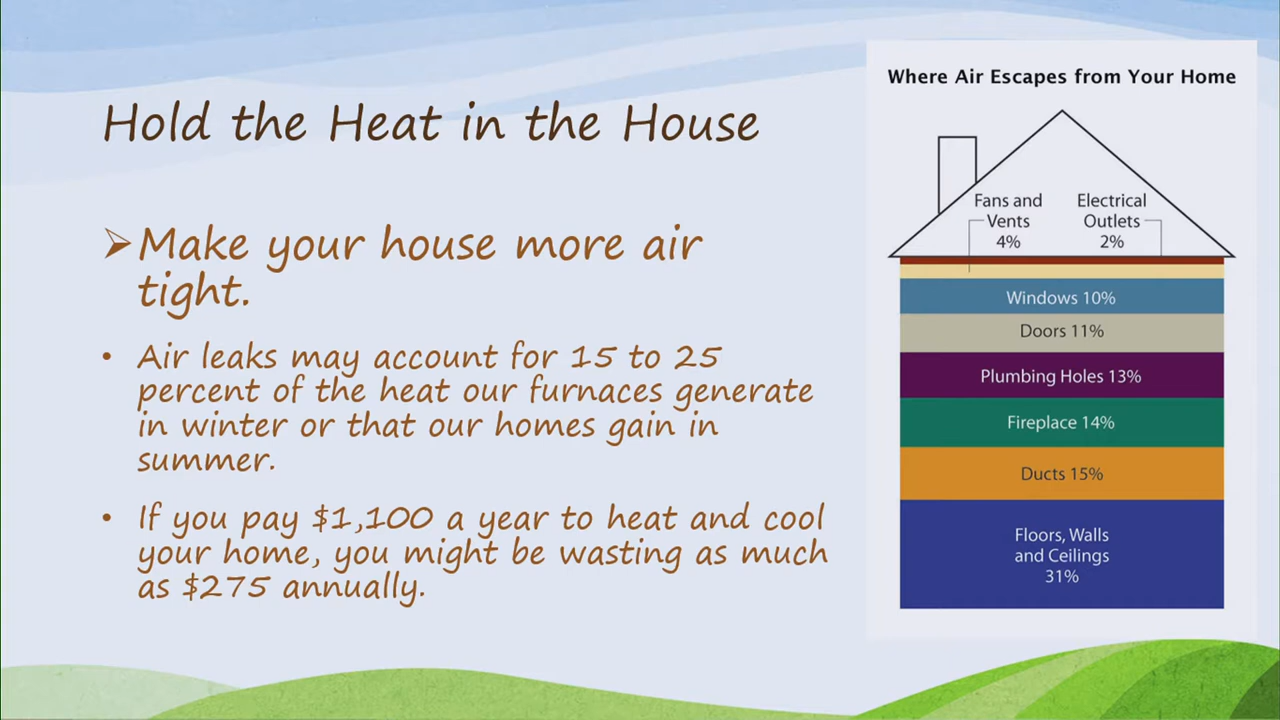 Hold the Heat in the House
Make your house more air
tight.
Air leaks may account for 15 to 25
percent of the heat our furnaces generate
in winter or that our homes gain in
summer.
If you pay $1,100 a year to heat and cool
your home, you might be wasting as much
as $275 annually.
Where Air Escapes from Your Home
Fans and
Vents
4%
Electrical
Outlets
2%
Windows 10%
Doors 11%
Plumbing Holes 13%
Fireplace 14%
Ducts 15%
Floors, Walls
and Ceilings
31%